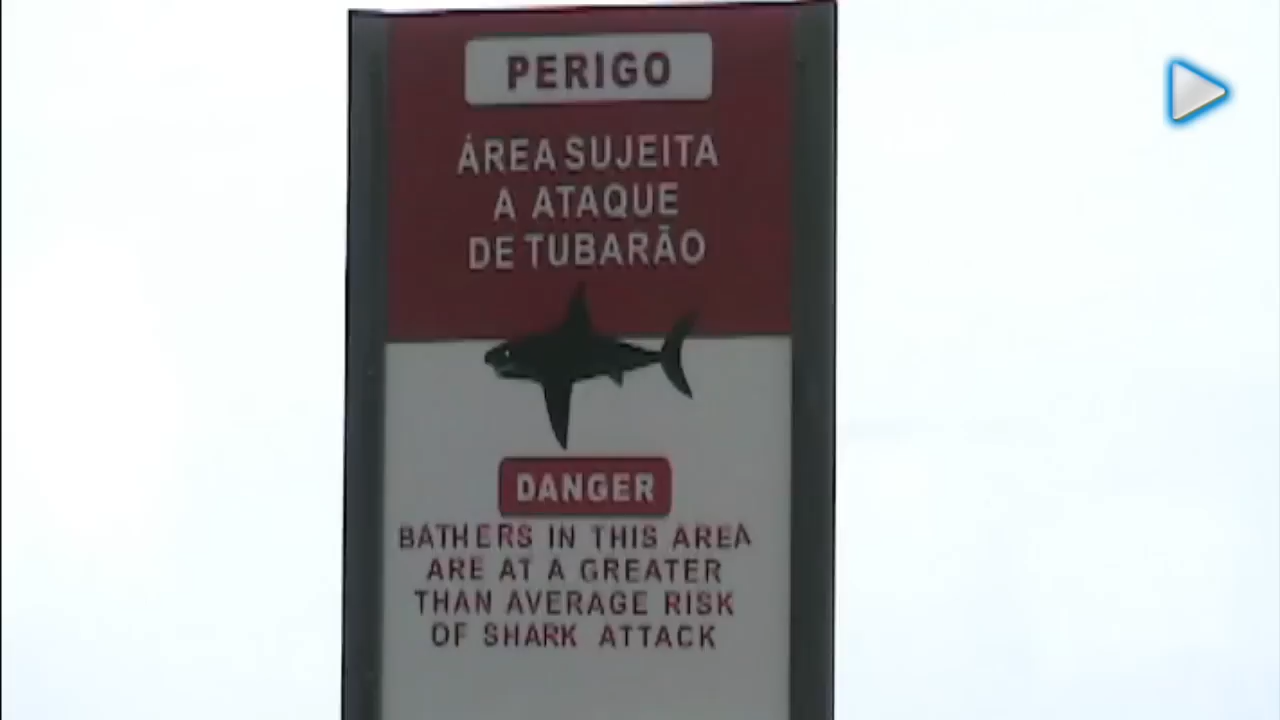 PERIGO
ÁREA SUJEITA
A ATAQUE
DE TUBARÃO
DANGER
BATHERS IN THIS AREA
ARE AT A GREATER
THAN AVERAGE RISK
OF SHARK ATTACK